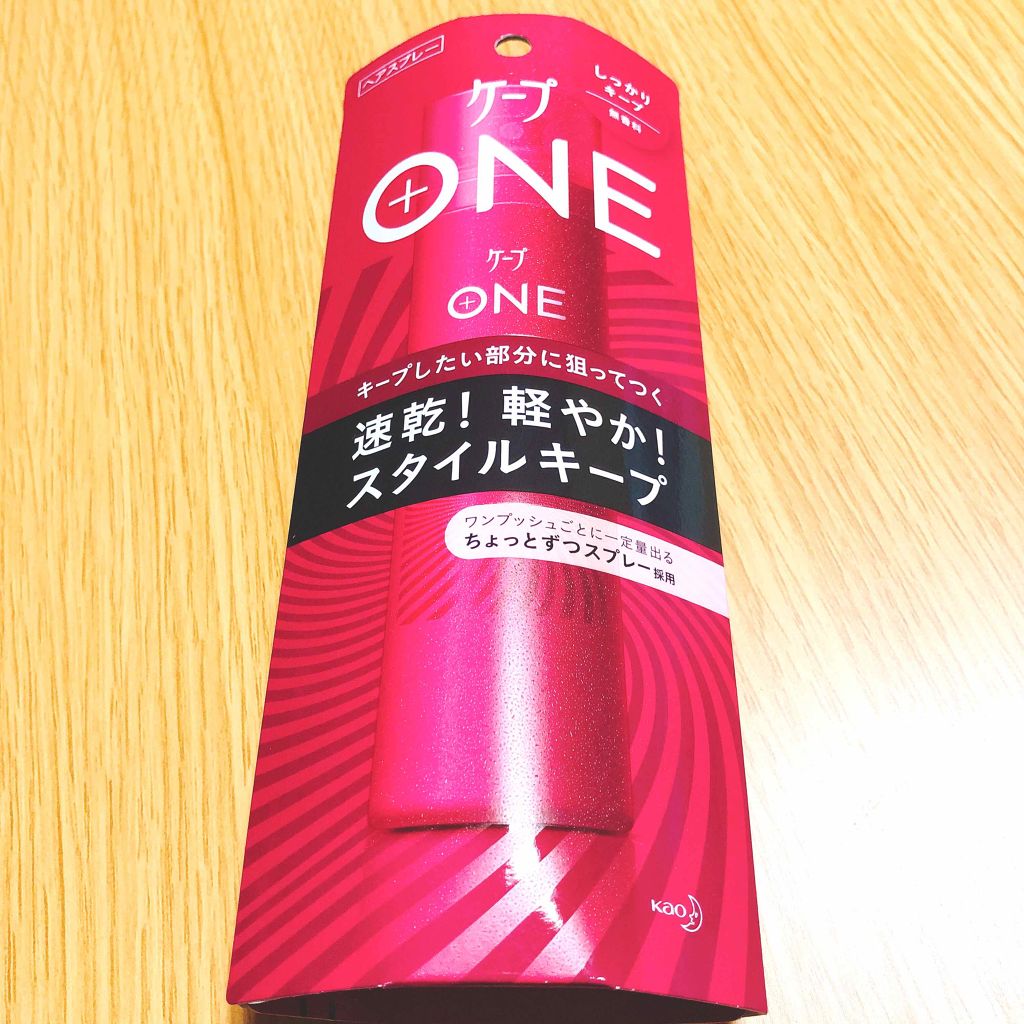 ヘアスプレー
ケープ
ONE
しっかり
キープ
無香料
ケープ
ONE
キープしたい部分に狙ってつく
速乾！軽やか！
スタイルキープ
ワンプッシュごとに一定量出る
ちょっとずつスプレー採用
Kao